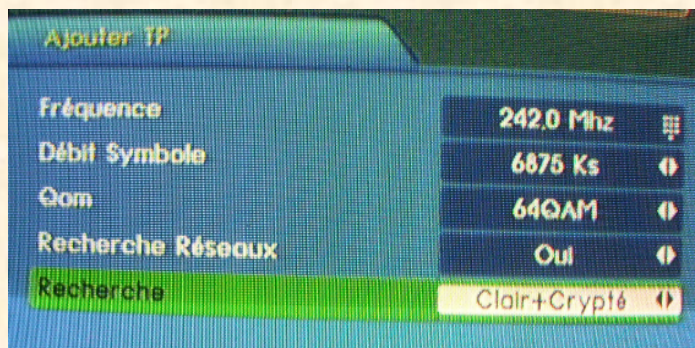 Ajouter TP
Fréquence 242.0 Mhz
Débit Symbole 6875 Ks
Qam 64QAM
Recherche Réseaux Oui
Recherche Clair+Crypté